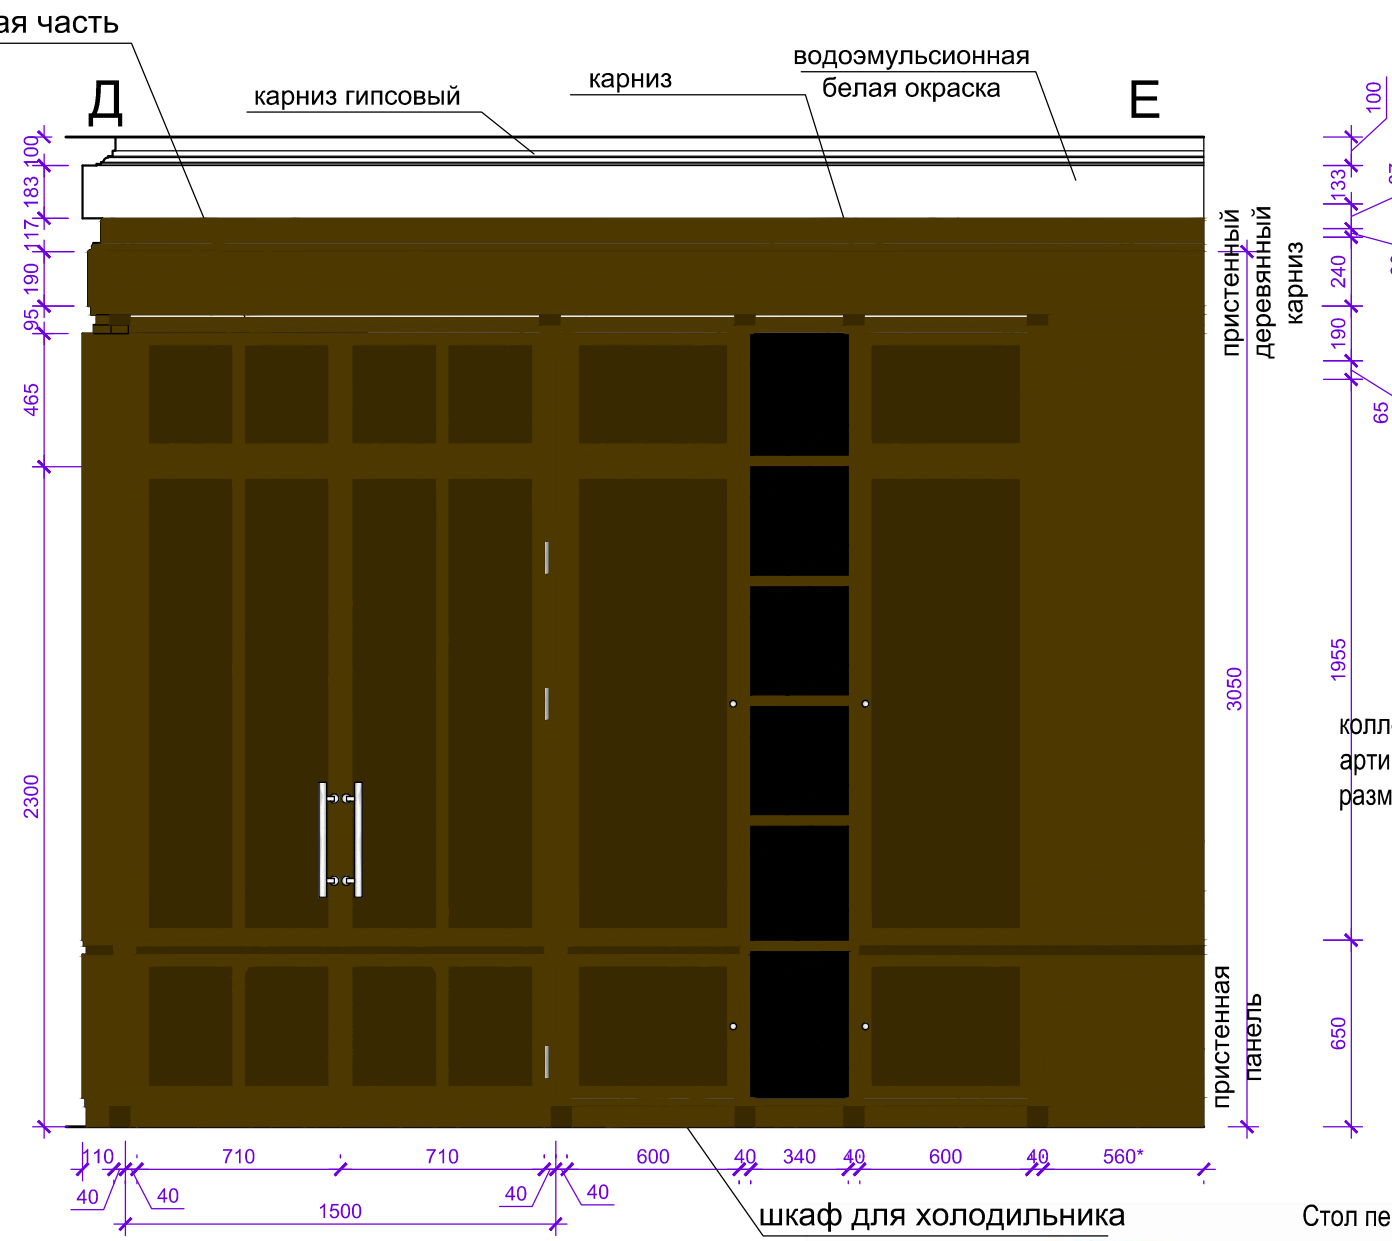 ая часть
водоэмульсионная
белая окраска
карниз
карниз гипсовый
Д
Е
100
183
117
190
95
465
2300
пристенный
деревянный
карниз
3050
пристенная
панель
100
133
240
190
65
1955
650
колл
арти
разм
110
710
710
600
40
340
40
600
40
560*
40
40
40
40
1500
шкаф для холодильника
Стол пе